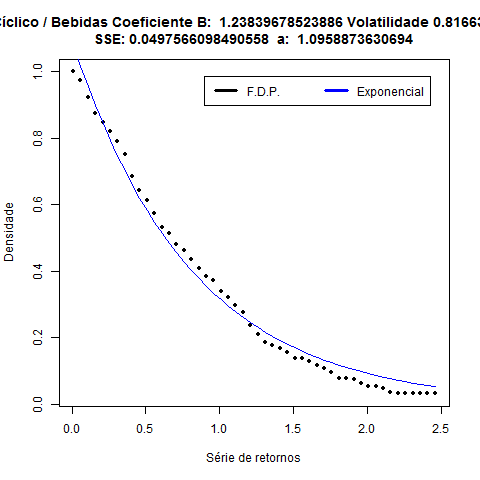 Cíclico / Bebidas Coeficiente B: 1.23839678523886 Volatilidade 0.81663
SSE: 0.0497566098490558 a: 1.0958873630694
F.D.P. Exponencial
1.0
0.8
0.6
0.4
0.2
0.0
Densidade
0.0 0.5 1.0 1.5 2.0 2.5
Série de retornos